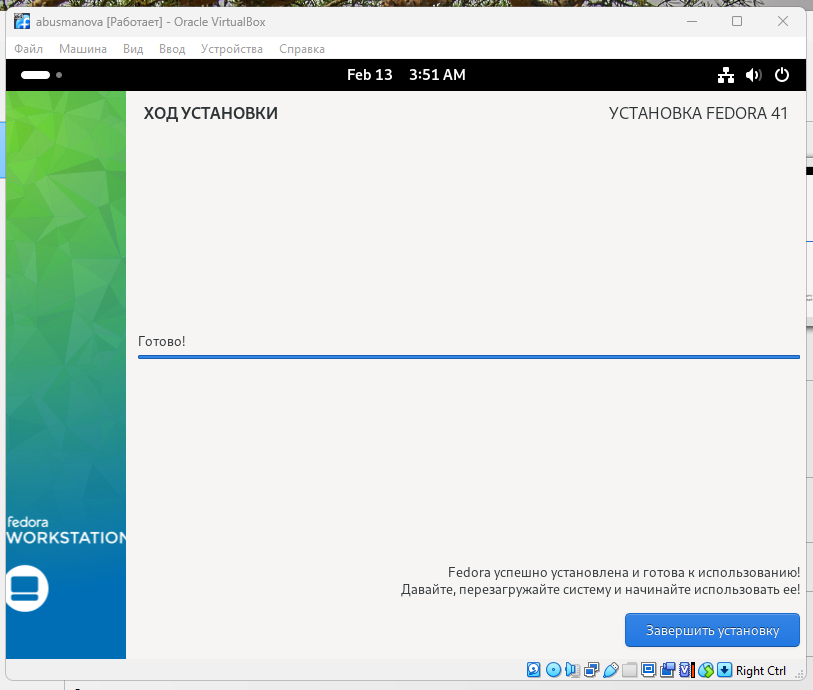 abusmanova [Работает] - Oracle VirtualBox
Файл Машина Вид Ввод Устройства Справка
Feb 13 3:51 AM
ХОД УСТАНОВКИ
УСТАНОВКА FEDORA 41
Готово!
fedora
WORKSTATION
Fedora успешно установлена и готова к использованию!
Давайте, перезагружайте систему и начинайте использовать ее!
Завершить установку
Right Ctrl